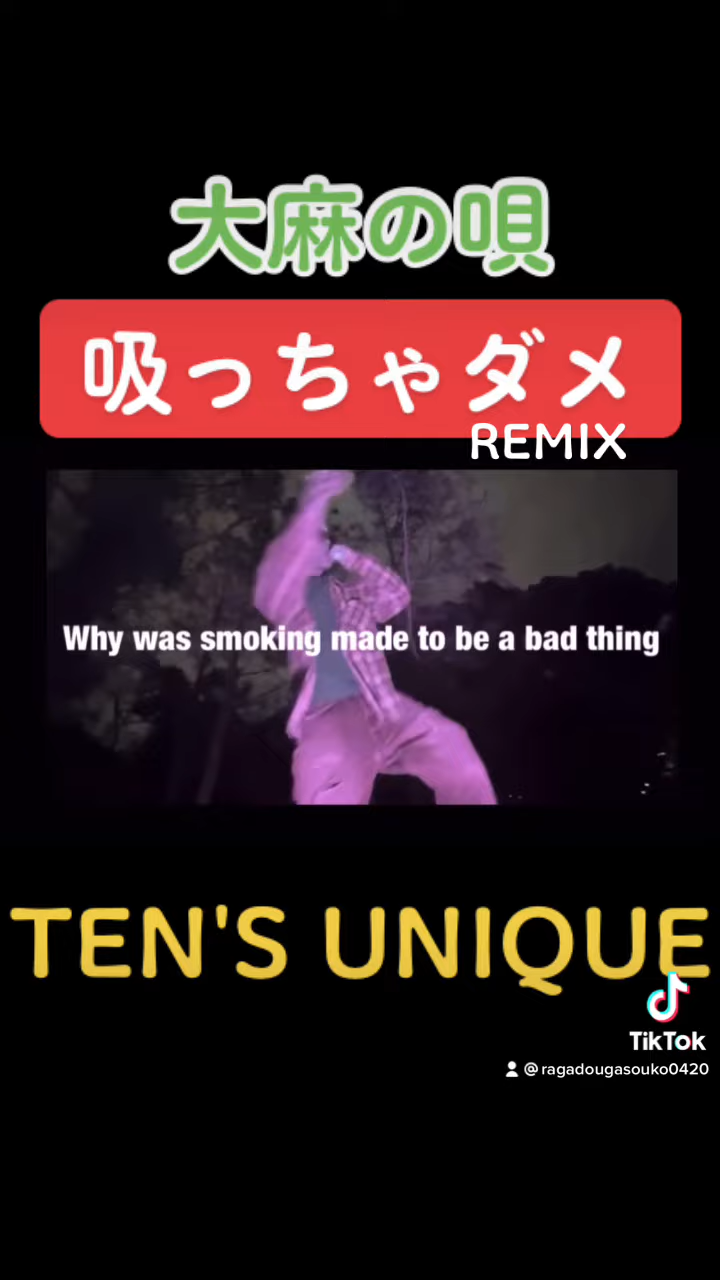 大麻の唄
吸っちゃダメ
REMIX
Why was smoking made to be a bad thing
TEN'S UNIQUE
TikTok
@ragadougasouko0420